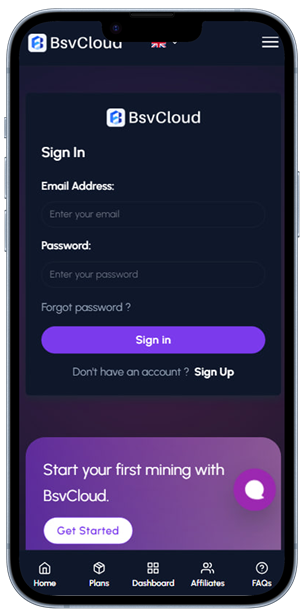 BsvCloud
BsvCloud
Sign In
Email Address:
Enter your email
Password:
Enter your password
Forgot password ?
Sign in
Don't have an account ? Sign Up
Start your first mining with
BsvCloud.
Get Started
Home Plans Dashboard Affiliates FAQs